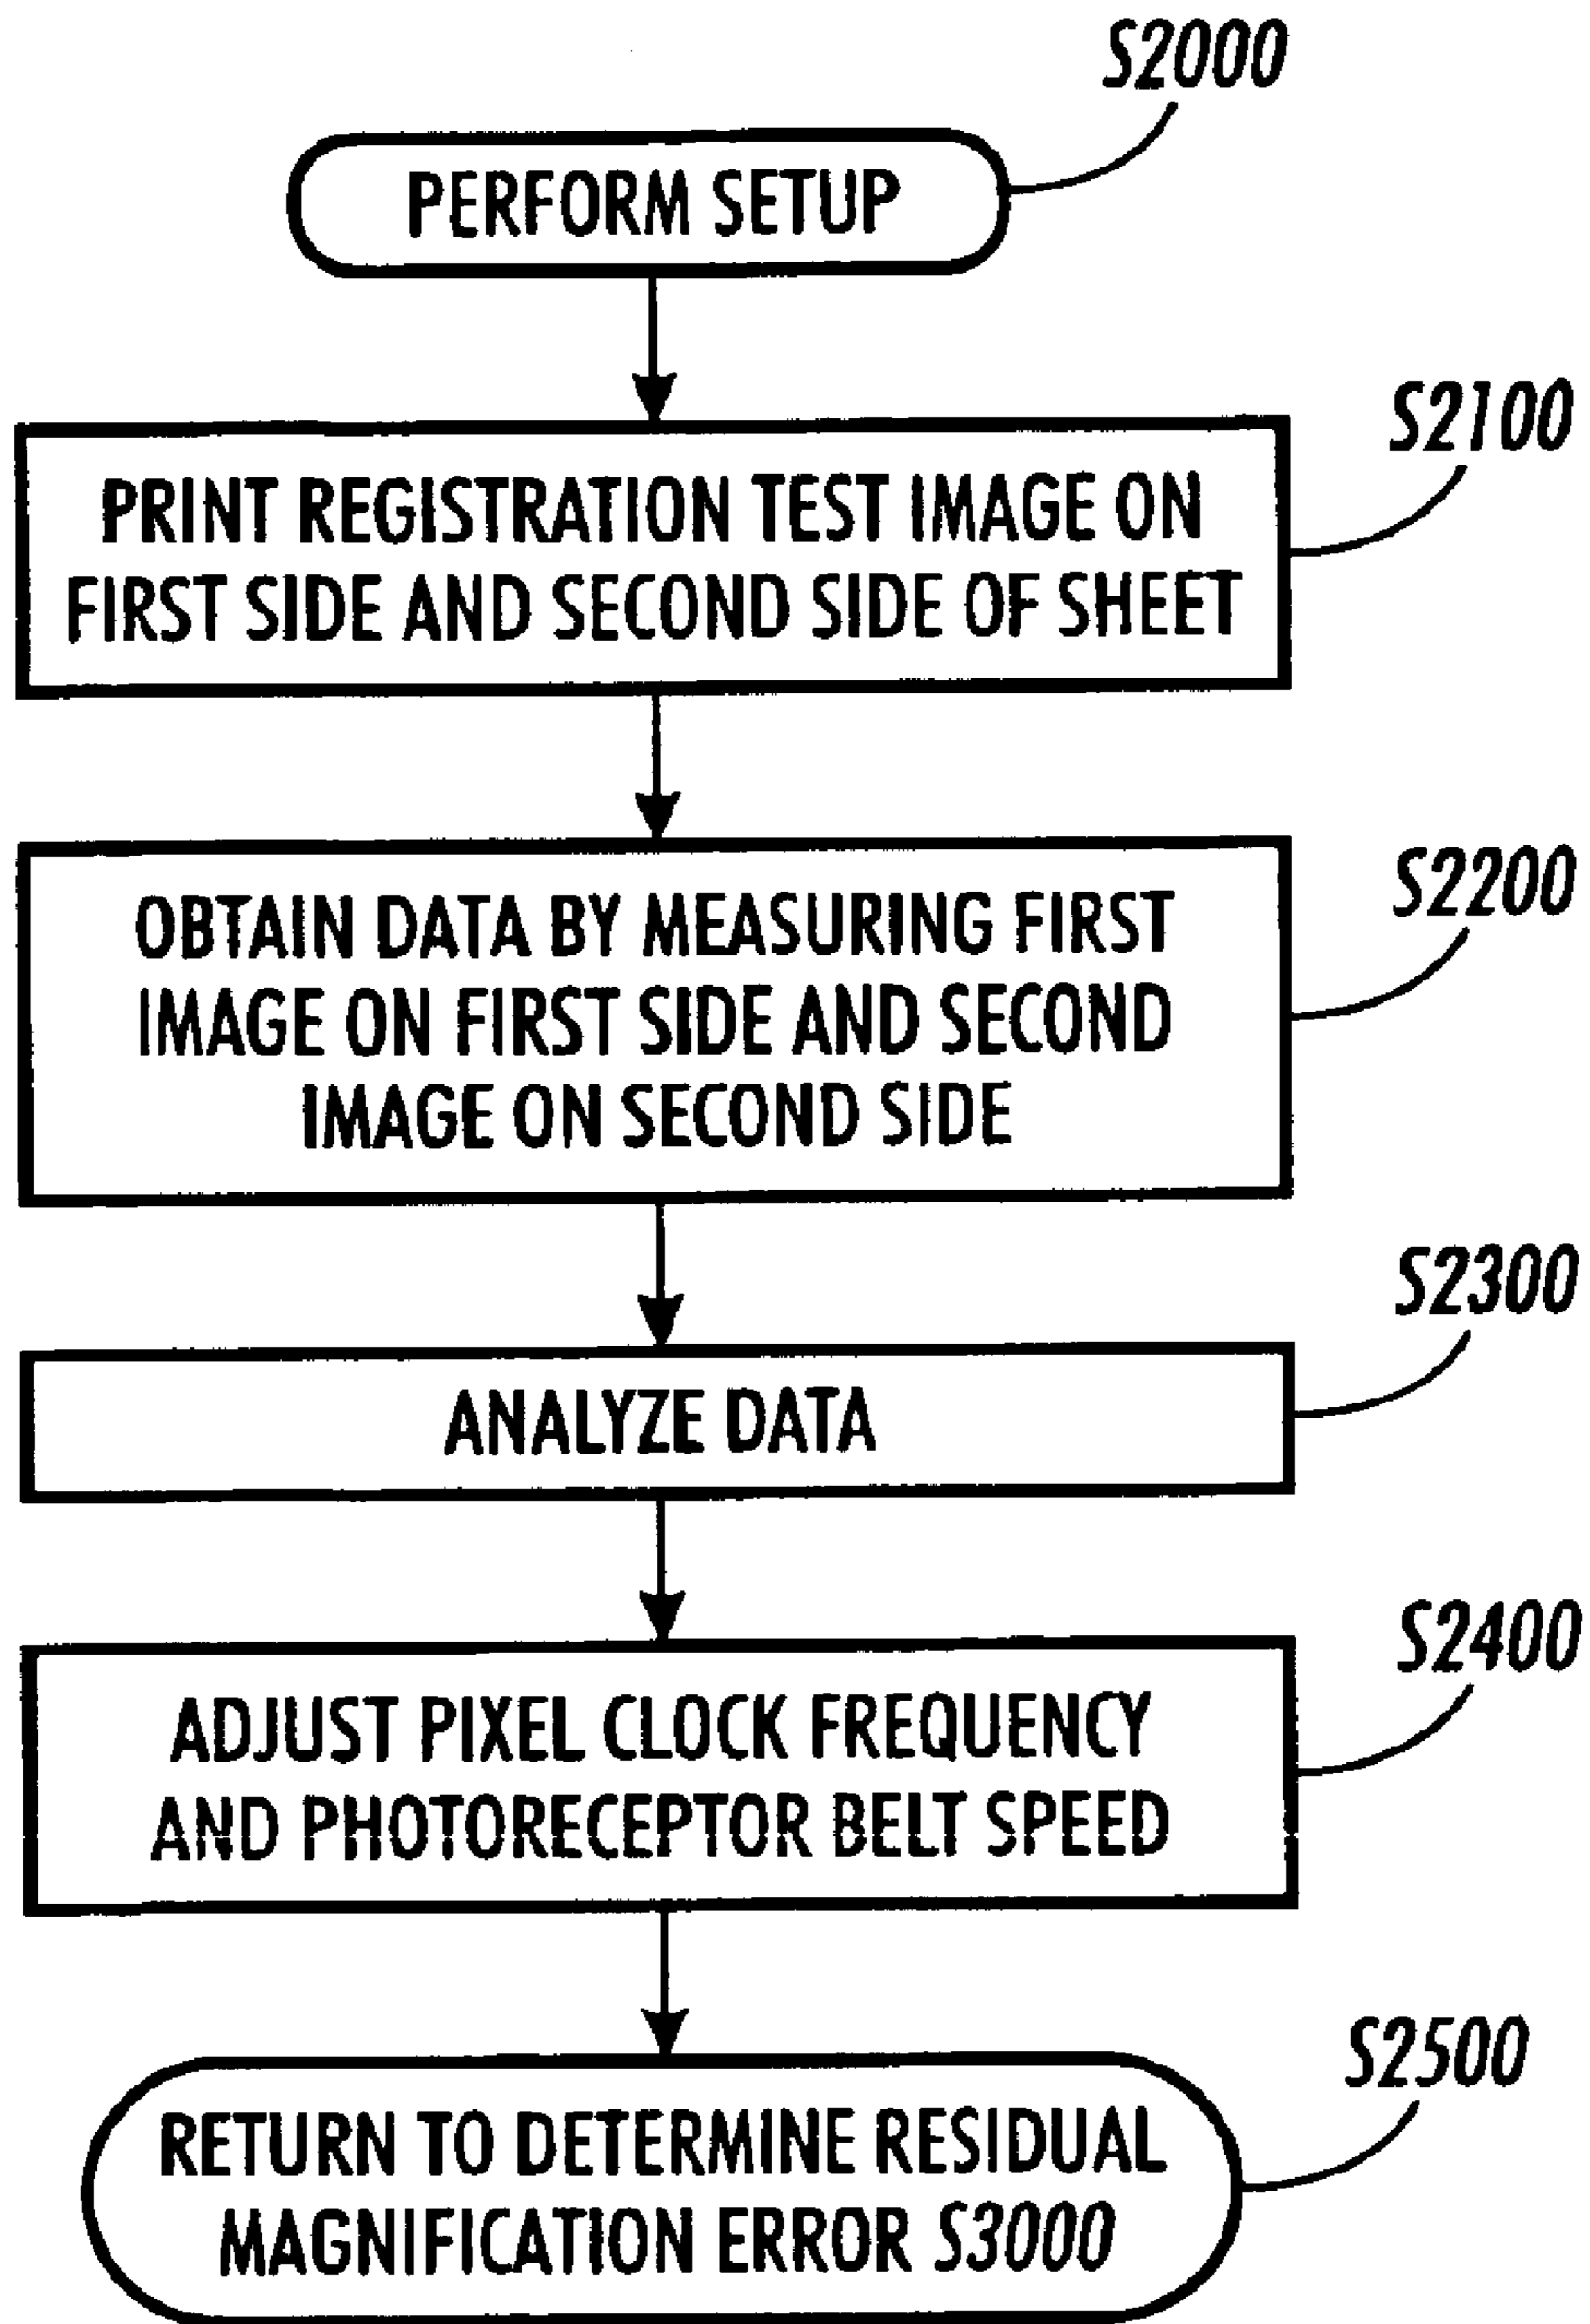 S2000
PERFORM SETUP
S2100
PRINT REGISTRATION TEST IMAGE ON
FIRST SIDE AND SECOND SIDE OF SHEET
S2200
OBTAIN DATA BY MEASURING FIRST
IMAGE ON FIRST SIDE AND SECOND
IMAGE ON SECOND SIDE
S2300
ANALYZE DATA
S2400
ADJUST PIXEL CLOCK FREQUENCY
AND PHOTORECEPTOR BELT SPEED
S2500
RETURN TO DETERMINE RESIDUAL
MAGNIFICATION ERROR S3000